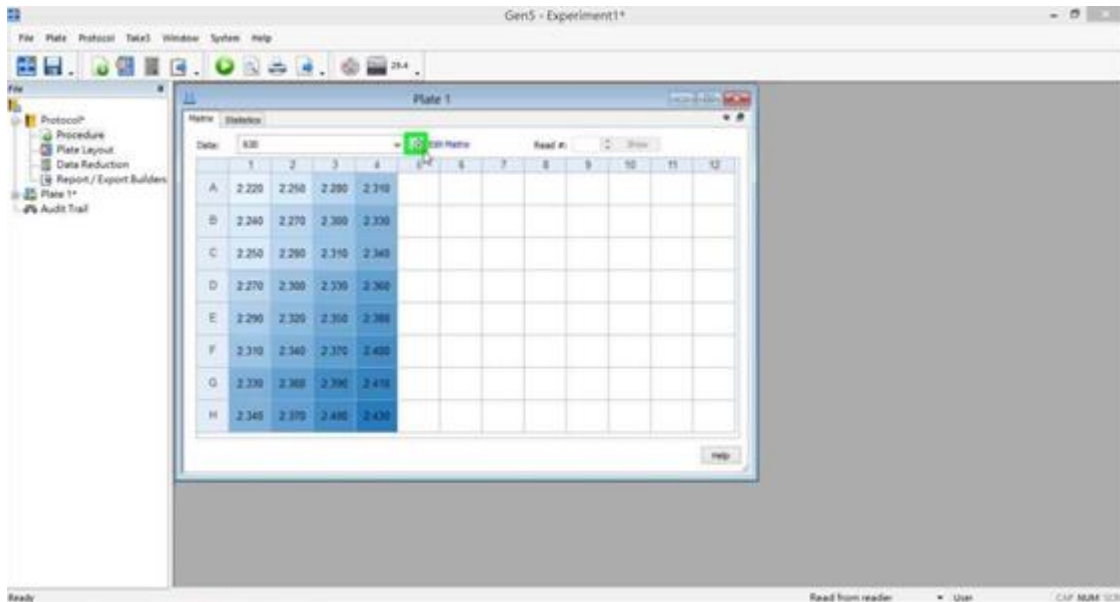 Gen5 - Experiment1*
File Plate Protocol Take3 Window System Help
29.4
File
Protocol*
Procedure
Plate Layout
Data Reduction
Report / Export Builders
Plate 1*
Audit Trail
Plate 1
Matrix Statistics
Data: 630 Edit Matrix Read #: Show
1 2 3 4 5 6 7 8 9 10 11 12
A 2.220 2.250 2.280 2.310
B 2.240 2.270 2.300 2.330
C 2.250 2.280 2.310 2.340
D 2.270 2.300 2.330 2.360
E 2.290 2.320 2.350 2.380
F 2.310 2.340 2.370 2.400
G 2.330 2.360 2.390 2.410
H 2.340 2.370 2.400 2.430
Help
Ready Read from reader User CAP NUM